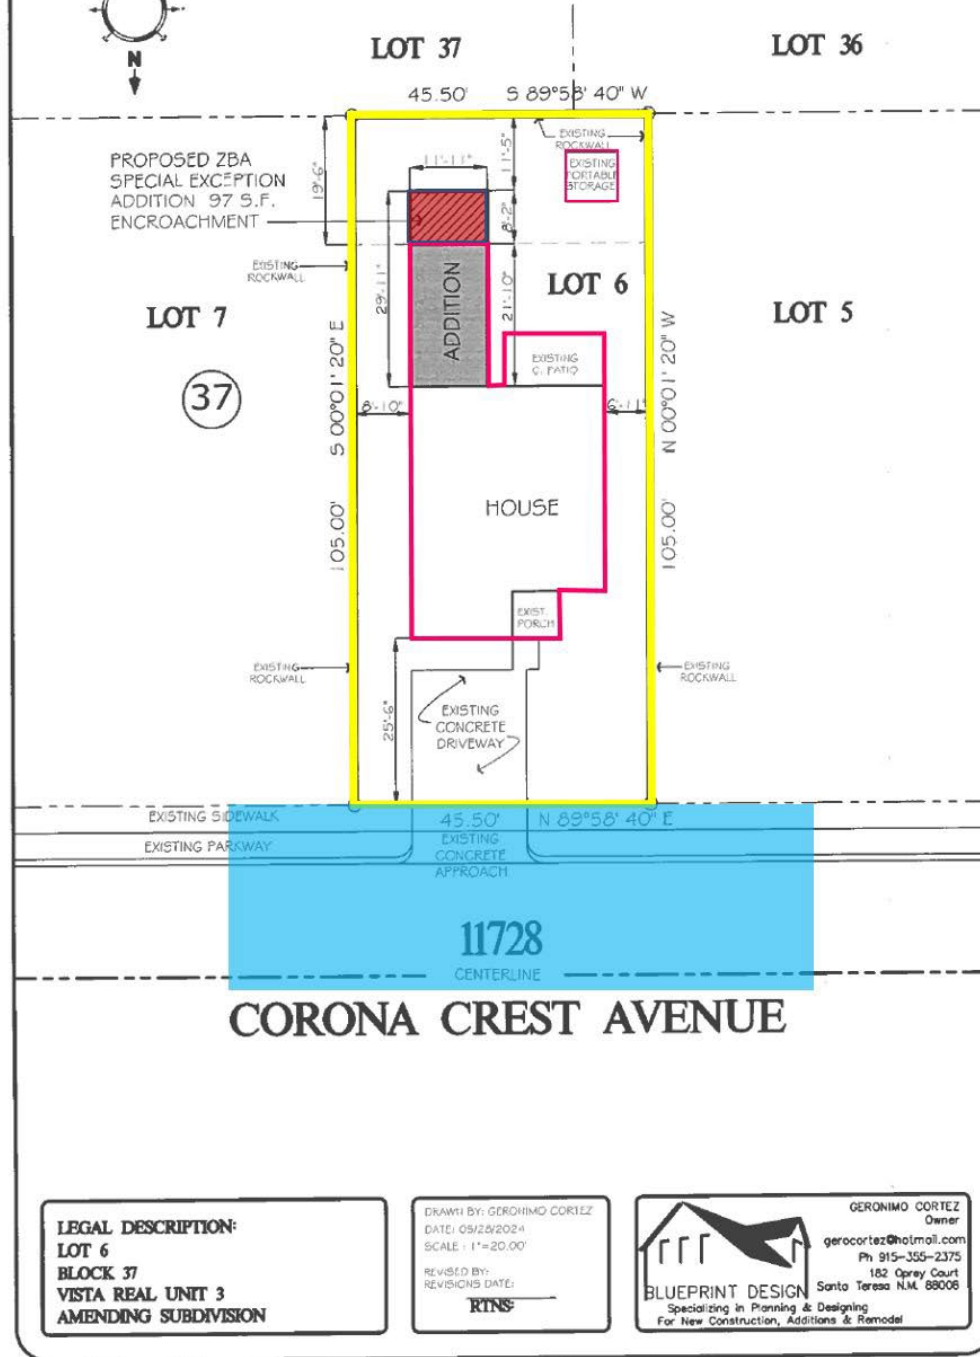 N
LOT 37
LOT 36
45.50' S 89°58' 40" W
EXISTING
ROCKWALL
11'-5"
11'-11"
19'-6"
PROPOSED ZBA
SPECIAL EXCEPTION
ADDITION 97 S.F.
ENCROACHMENT
EXISTING
PORTABLE
STORAGE
8'-2"
EXISTING
ROCKWALL
29'-11"
ADDITION
21'-10"
LOT 6
LOT 7
LOT 5
37
EXISTING
C. PATIO
8'-10"
6'-11"
S 00°01' 20" E
105.00'
N 00°01' 20" W
105.00'
HOUSE
EXIST.
PORCH
EXISTING
ROCKWALL
EXISTING
ROCKWALL
25'-6"
EXISTING
CONCRETE
DRIVEWAY
EXISTING SIDEWALK
45.50' N 89°58' 40" E
EXISTING PARKWAY
EXISTING
CONCRETE
APPROACH
11728
CENTERLINE
CORONA CREST AVENUE
LEGAL DESCRIPTION:
LOT 6
BLOCK 37
VISTA REAL UNIT 3
AMENDING SUBDIVISION
DRAWN BY: GERONIMO CORTEZ
DATE: 05/28/2024
SCALE : 1"=20.00'
REVISED BY:
REVISIONS DATE:
RTNS:
GERONIMO CORTEZ
Owner
gerocortez@hotmail.com
Ph 915-355-2375
182 Oprey Court
Santa Teresa N.M. 88008
BLUEPRINT DESIGN
Specializing in Planning & Designing
For New Construction, Additions & Remodel